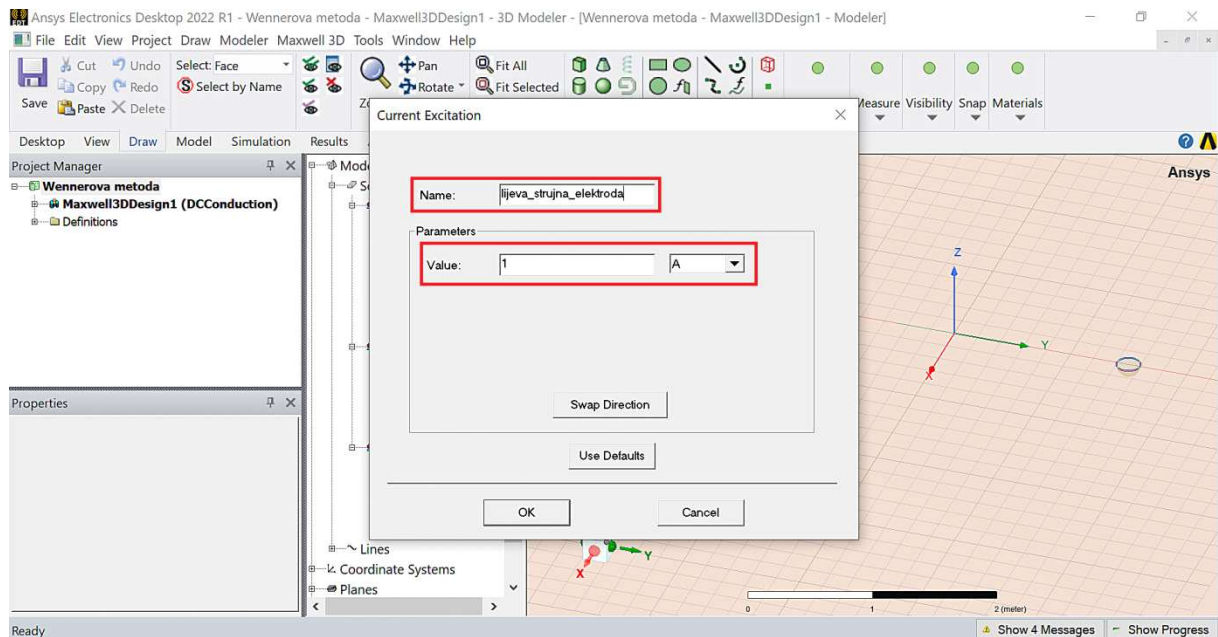 Ansys Electronics Desktop 2022 R1 - Wennerova metoda - Maxwell3DDesign1 - 3D Modeler - [Wennerova metoda - Maxwell3DDesign1 - Modeler]
File Edit View Project Draw Modeler Maxwell 3D Tools Window Help
Cut Undo Select: Face Pan Fit All
Copy Redo Select by Name Rotate Fit Selected
Save Paste Delete Measure Visibility Snap Materials
Desktop View Draw Model Simulation Results
Current Excitation
Project Manager
Wennerova metoda
Maxwell3DDesign1 (DCConduction)
Definitions
Ansys
Name: lijeva_strujna_elektroda
Parameters
Value: 1 A
Z
Y
X
Swap Direction
Properties
Use Defaults
OK Cancel
Lines
Coordinate Systems
Planes
Y
X
0 1 2 (meter)
Ready Show 4 Messages Show Progress